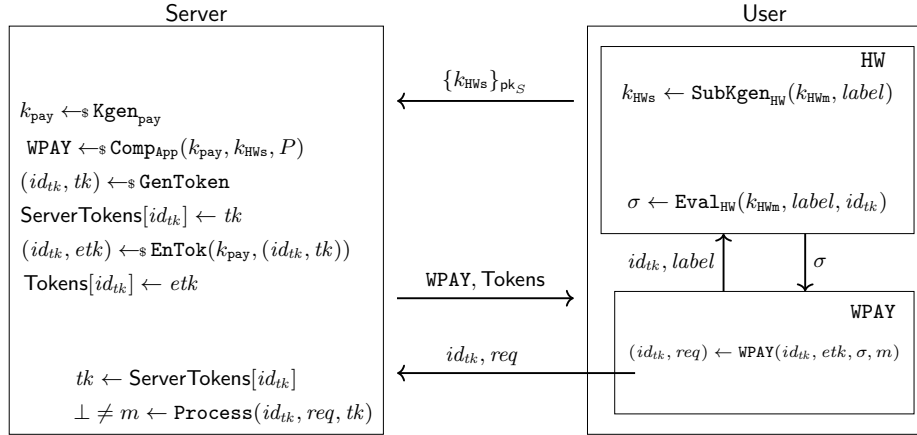 Server
User
HW
{k_HWs}_pk_S
k_HWs ← SubKgen_HW(k_HWm, label)
k_pay ←$ Kgen_pay
WPAY ←$ Comp_App(k_pay, k_HWs, P)
(id_tk, tk) ←$ GenToken
σ ← Eval_HW(k_HWm, label, id_tk)
ServerTokens[id_tk] ← tk
(id_tk, etk) ←$ EnTok(k_pay, (id_tk, tk))
id_tk, label
σ
Tokens[id_tk] ← etk
WPAY, Tokens
WPAY
(id_tk, req) ← WPAY(id_tk, etk, σ, m)
id_tk, req
tk ← ServerTokens[id_tk]
⊥ ≠ m ← Process(id_tk, req, tk)